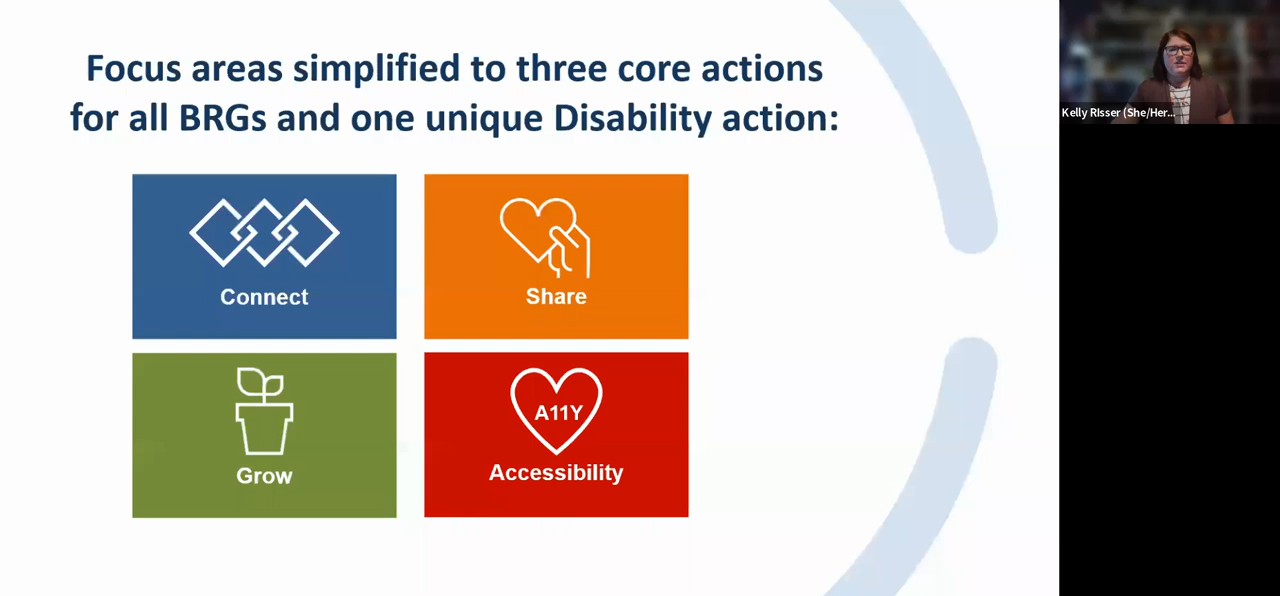 Focus areas simplified to three core actions
for all BRGs and one unique Disability action:
Connect
Share
A11Y
Grow
Accessibility
Kelly RIsser (She/Her...